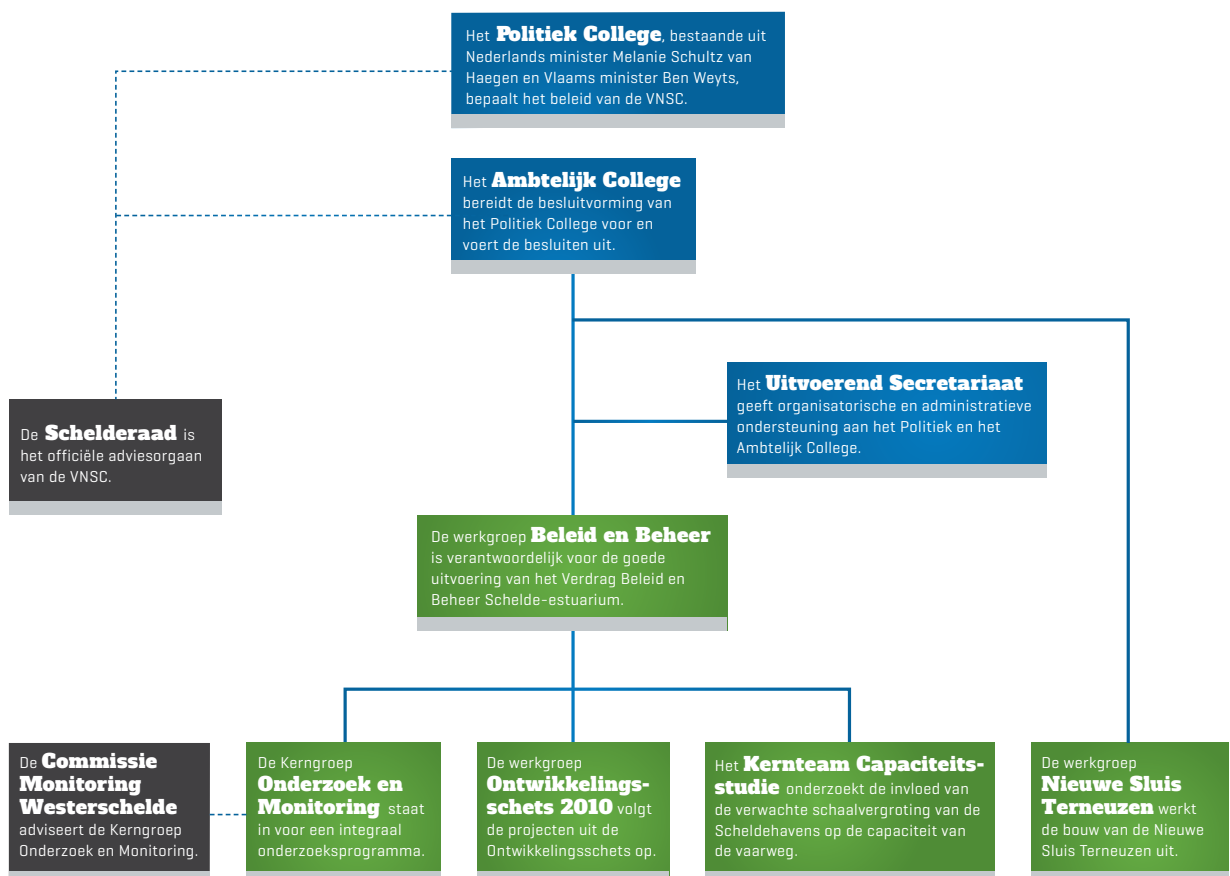 Het Politiek College, bestaande uit
Nederlands minister Melanie Schultz van
Haegen en Vlaams minister Ben Weyts,
bepaalt het beleid van de VNSC.
Het Ambtelijk College
bereidt de besluitvorming van
het Politiek College voor en
voert de besluiten uit.
Het Uitvoerend Secretariaat
geeft organisatorische en administratieve
ondersteuning aan het Politiek en het
Ambtelijk College.
De Schelderaad is
het officiële adviesorgaan
van de VNSC.
De werkgroep Beleid en Beheer
is verantwoordelijk voor de goede
uitvoering van het Verdrag Beleid en
Beheer Schelde-estuarium.
De Commissie
Monitoring
Westerschelde
adviseert de Kerngroep
Onderzoek en Monitoring.
De Kerngroep
Onderzoek en
Monitoring staat
in voor een integraal
onderzoeksprogramma.
De werkgroep
Ontwikkelings-
schets 2010 volgt
de projecten uit de
Ontwikkelingsschets op.
Het Kernteam Capaciteits-
studie onderzoekt de invloed van
de verwachte schaalvergroting van de
Scheldehavens op de capaciteit van
de vaarweg.
De werkgroep
Nieuwe Sluis
Terneuzen werkt
de bouw van de Nieuwe
Sluis Terneuzen uit.